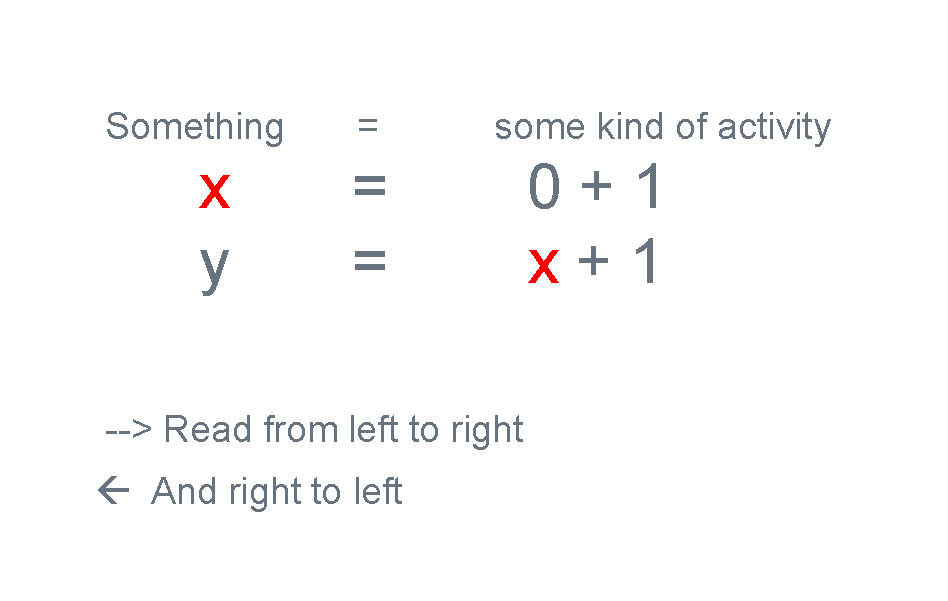 Something = some kind of activity
x = 0 + 1
y = x + 1
--> Read from left to right
← And right to left